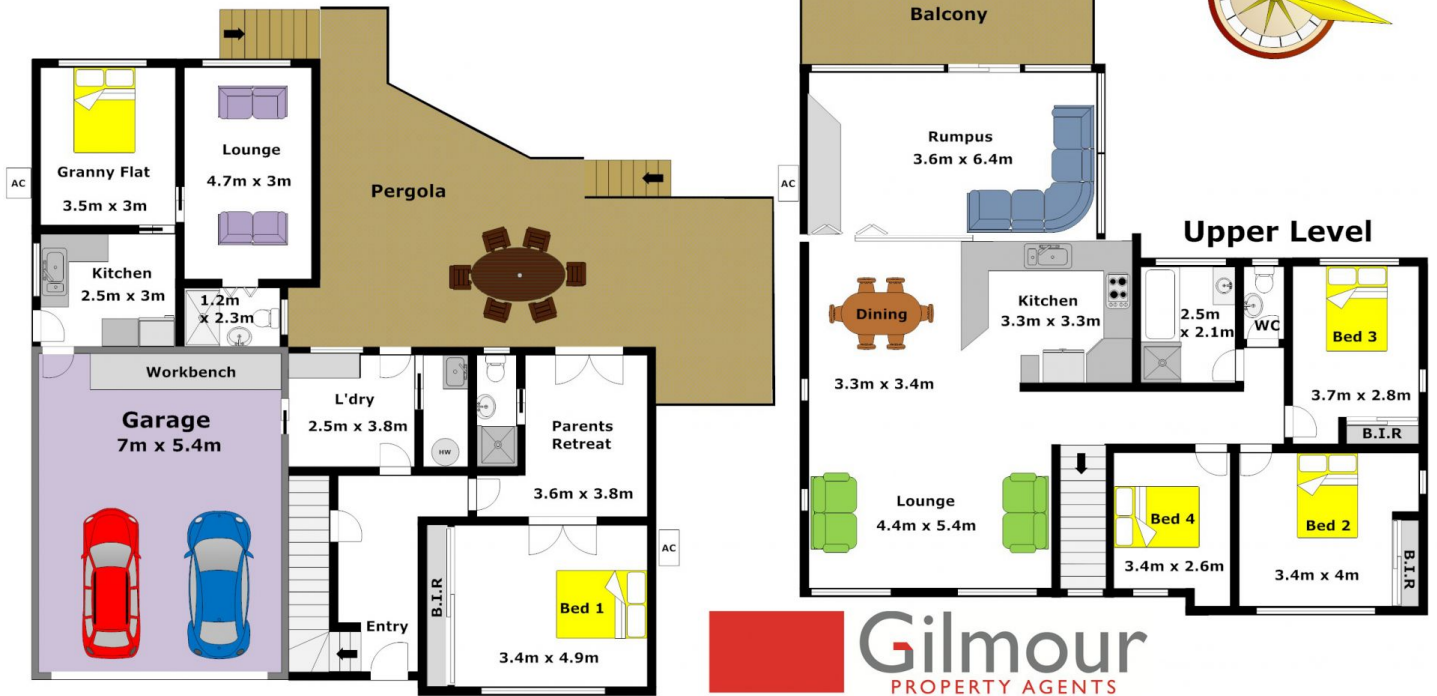 Balcony
Rumpus
3.6m x 6.4m
AC
Granny Flat
3.5m x 3m
Lounge
4.7m x 3m
AC
Pergola
Kitchen
2.5m x 3m
1.2m
x 2.3m
Workbench
Garage
7m x 5.4m
L'dry
2.5m x 3.8m
HW
Parents
Retreat
3.6m x 3.8m
AC
B.I.R
Bed 1
3.4m x 4.9m
Entry
Upper Level
Dining
3.3m x 3.4m
Kitchen
3.3m x 3.3m
2.5m
x 2.1m
WC
Bed 3
3.7m x 2.8m
B.I.R
Lounge
4.4m x 5.4m
Bed 4
3.4m x 2.6m
Bed 2
3.4m x 4m
B.I.R
Gilmour
PROPERTY AGENTS